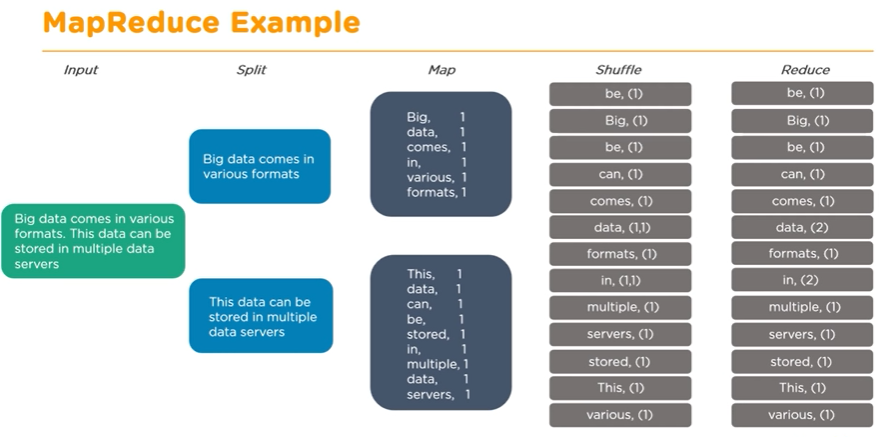 MapReduce Example
Input
Split
Map
Shuffle
Reduce
Big data comes in various
formats. This data can be
stored in multiple data
servers
Big data comes in
various formats
This data can be
stored in multiple
data servers
Big, 1
data, 1
comes, 1
in, 1
various, 1
formats, 1
This, 1
data, 1
can, 1
be, 1
stored, 1
in, 1
multiple, 1
data, 1
servers, 1
be, (1)
Big, (1)
be, (1)
can, (1)
comes, (1)
data, (1,1)
formats, (1)
in, (1,1)
multiple, (1)
servers, (1)
stored, (1)
This, (1)
various, (1)
be, (1)
Big, (1)
be, (1)
can, (1)
comes, (1)
data, (2)
formats, (1)
in, (2)
multiple, (1)
servers, (1)
stored, (1)
This, (1)
various, (1)